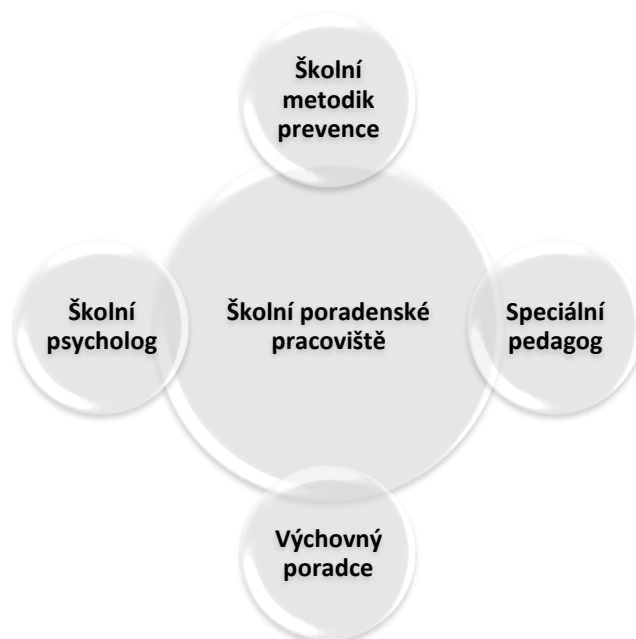 Školní
metodik
prevence
Školní
psycholog
Školní poradenské
pracoviště
Speciální
pedagog
Výchovný
poradce